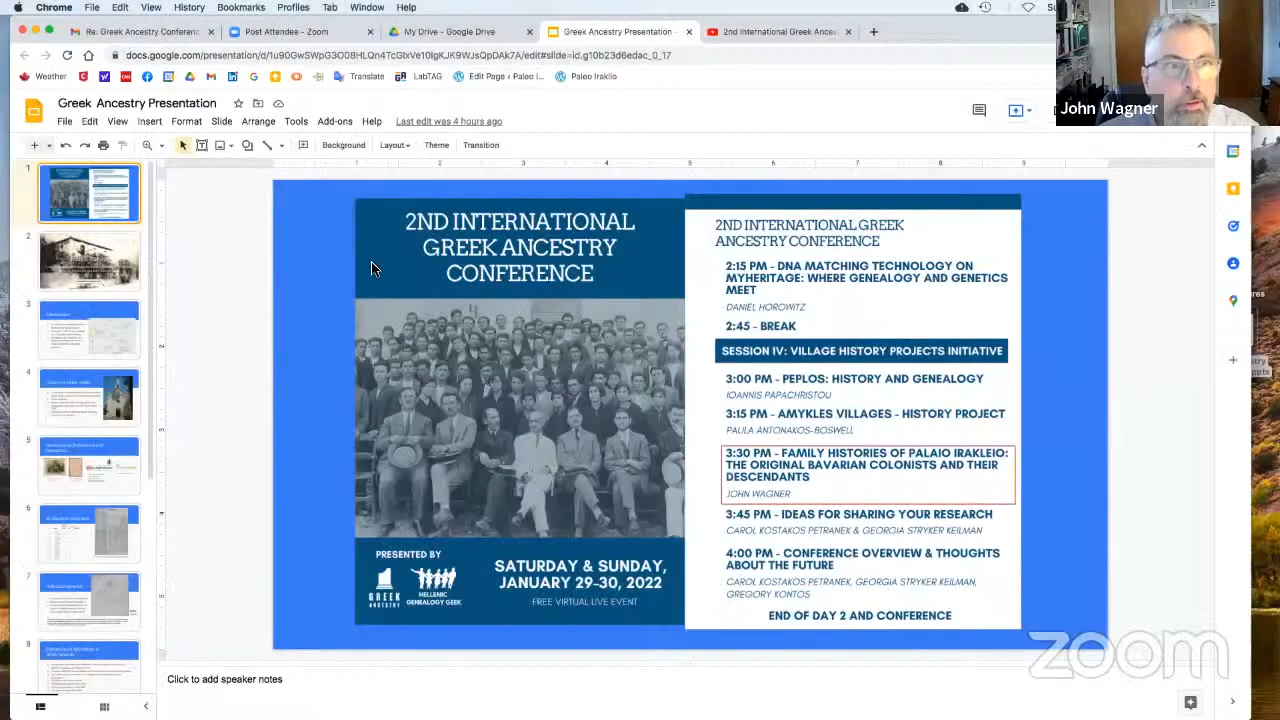 Chrome File Edit View History Bookmarks Profiles Tab Window Help
Re: Greek Ancestry Conferenc
Post Attendee - Zoom
My Drive - Google Drive
Greek Ancestry Presentation
2nd International Greek Ances
Weather
Translate
LabTAG
Edit Page ‹ Paleo I...
Paleo Iraklio
John Wagner
Greek Ancestry Presentation
File Edit View Insert Format Slide Arrange Tools Add-ons Help Last edit was 4 hours ago
Background Layout Theme Transition
2ND INTERNATIONAL
GREEK ANCESTRY
CONFERENCE
PRESENTED BY
GREEK
ANCESTRY
HELLENIC
GENEALOGY GEEK
SATURDAY & SUNDAY,
JANUARY 29-30, 2022
FREE VIRTUAL LIVE EVENT
2ND INTERNATIONAL GREEK
ANCESTRY CONFERENCE
2:15 PM - DNA MATCHING TECHNOLOGY ON
MYHERITAGE: WHERE GENEALOGY AND GENETICS
MEET
DANIEL HOROWITZ
2:45 - BREAK
SESSION IV: VILLAGE HISTORY PROJECTS INITIATIVE
3:00 PM - PEPLOS: HISTORY AND GENEALOGY
IOANNIS PAPACHRISTOU
3:15 PM - AMYKLES VILLAGES - HISTORY PROJECT
PAULA ANTONAKOS-BOSWELL
3:30 PM - FAMILY HISTORIES OF PALAIO IRAKLEIO:
THE ORIGINAL BAVARIAN COLONISTS AND THEIR
DESCENDANTS
JOHN WAGNER
3:45 PM - IDEAS FOR SHARING YOUR RESEARCH
CAROL KOSTAKOS PETRANEK, GEORGIA STRYKER KEILMAN
4:00 PM - CONFERENCE OVERVIEW & THOUGHTS
ABOUT THE FUTURE
CAROL KOSTAKOS PETRANEK, GEORGIA STRYKER KEILMAN,
GREGORY KONTOS
END OF DAY 2 AND CONFERENCE
Click to add speaker notes
zoom